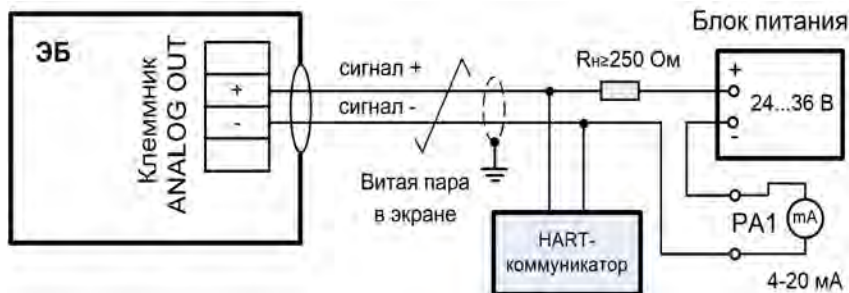 ЭБ
Клеммник
ANALOG OUT
+
-
сигнал +
сигнал -
Витая пара
в экране
Rн≥250 Ом
HART-
коммуникатор
Блок питания
+
24...36 В
-
PA1
mA
4-20 мА